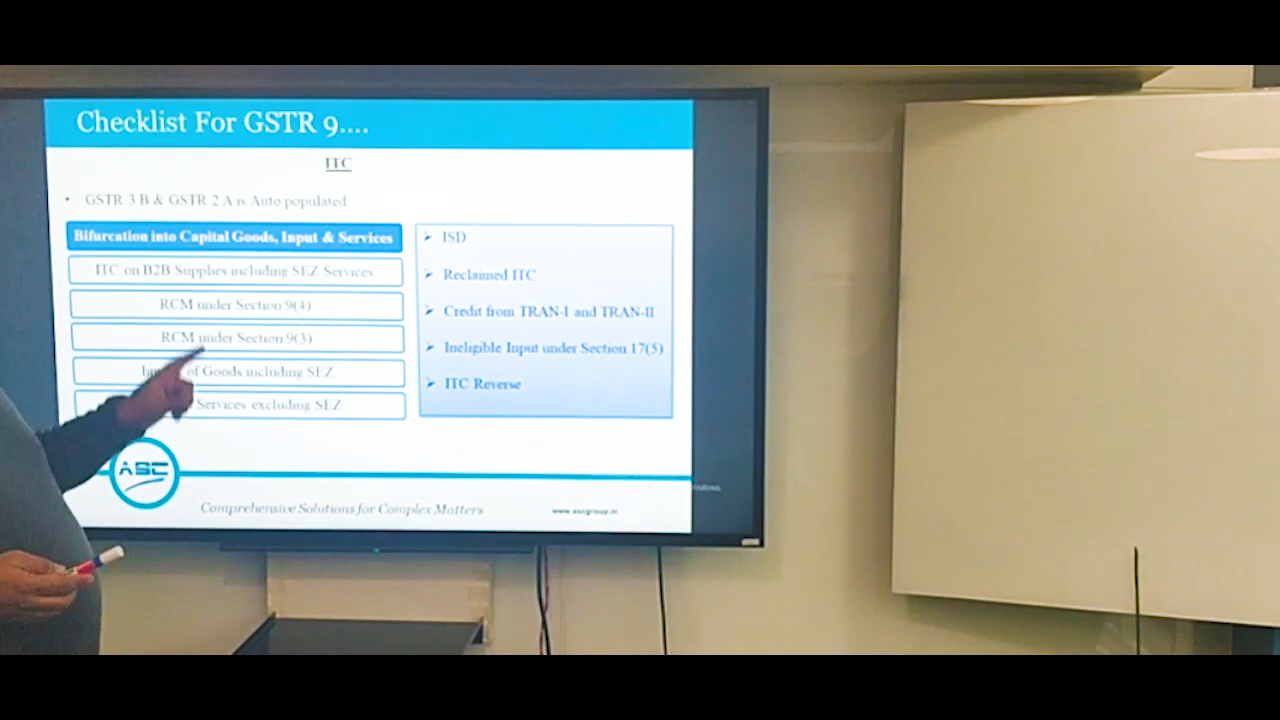 Checklist For GSTR 9....
ITC
• GSTR 3 B & GSTR 2 A is Auto populated
Bifurcation into Capital Goods, Input & Services
ITC on B2B Supplies including SEZ Services
RCM under Section 9(4)
RCM under Section 9(3)
of Goods including SEZ
Services excluding SEZ
➢ ISD
➢ Reclaimed ITC
➢ Credit from TRAN-I and TRAN-II
➢ Ineligible Input under Section 17(5)
➢ ITC Reverse
ASC
Comprehensive Solutions for Complex Matters
www.ascgroup.in